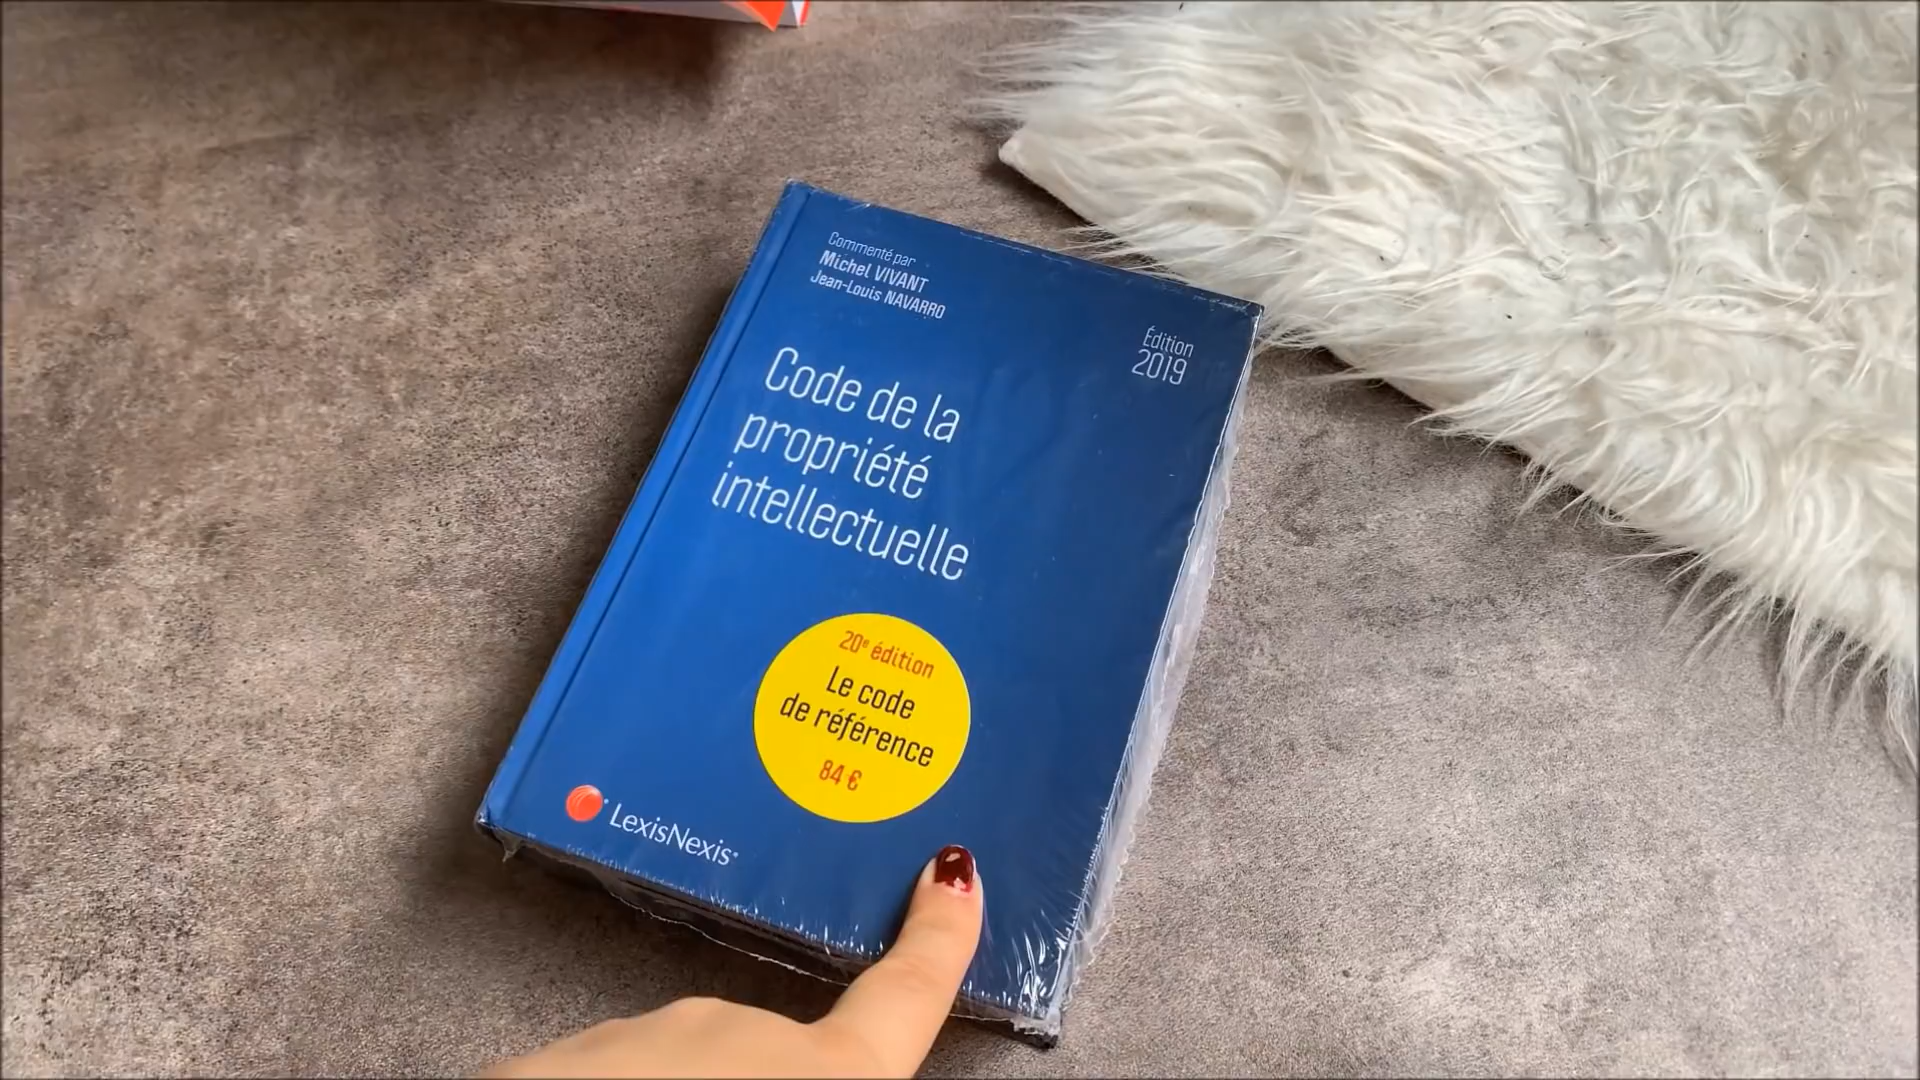 Commenté par
Michel VIVANT
Jean-Louis NAVARRO
Édition
2019
Code de la
propriété
intellectuelle
20e édition
Le code
de référence
84 €
LexisNexis